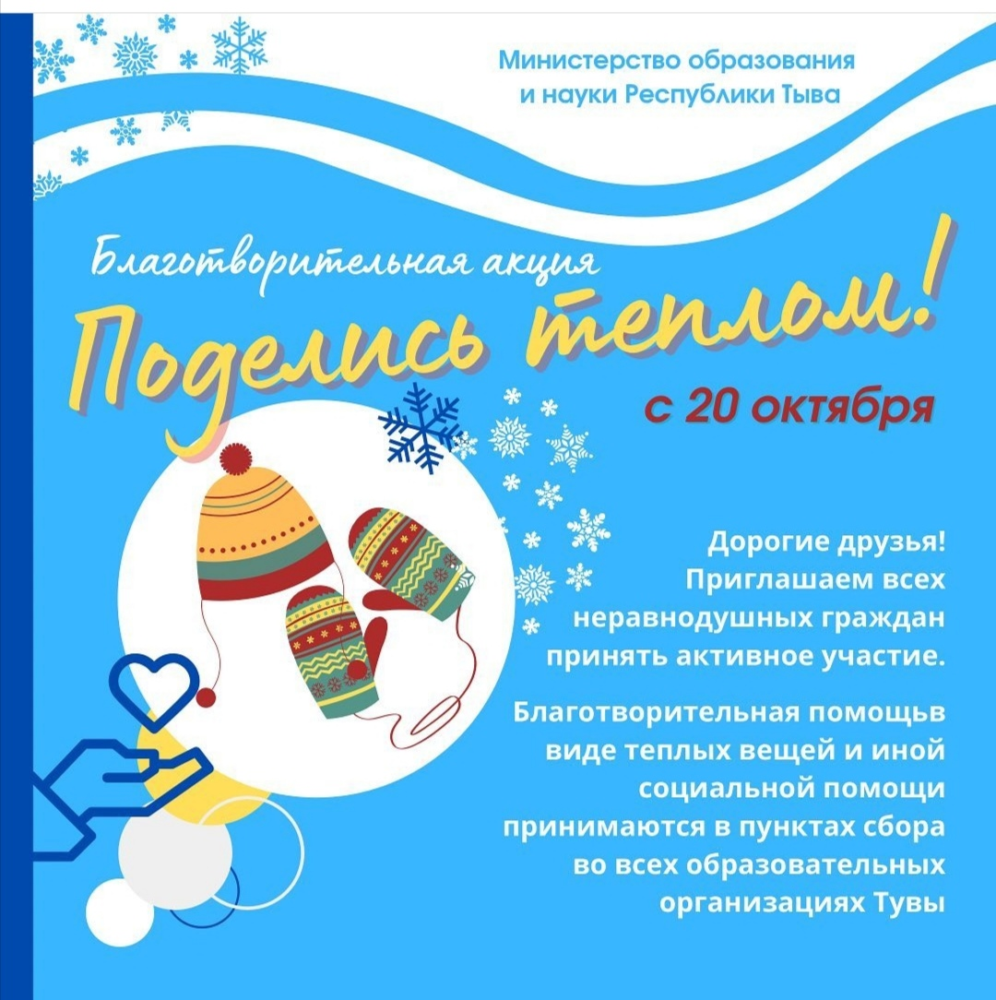 Министерство образования
и науки Республики Тыва
Благотворительная акция
Поделись теплом!
с 20 октября
Дорогие друзья!
Приглашаем всех
неравнодушных граждан
принять активное участие.
Благотворительная помощьв
виде теплых вещей и иной
социальной помощи
принимаются в пунктах сбора
во всех образовательных
организациях Тувы